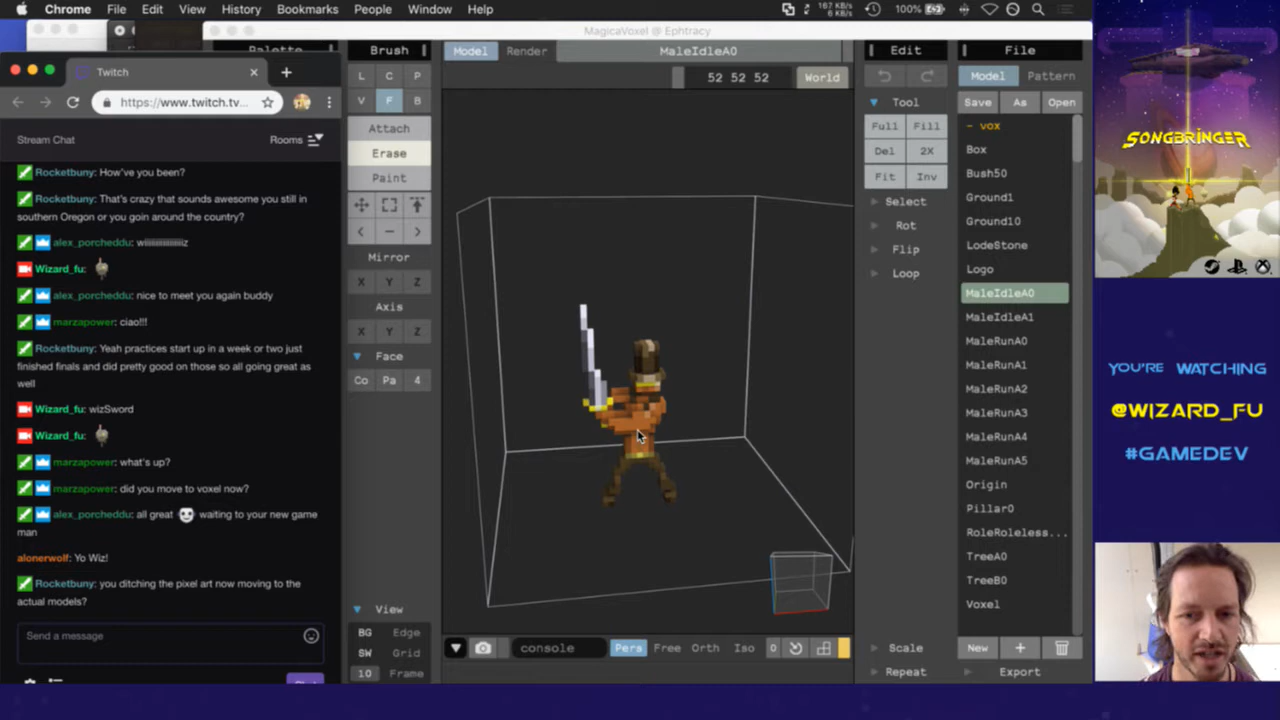 Chrome File Edit View History Bookmarks People Window Help
167 KB/s
6 KB/s
100%
MagicaVoxel @ Ephtracy
Twitch
https://www.twitch.tv...
Stream Chat
Rooms
Rocketbuny: How've you been?
Rocketbuny: That's crazy that sounds awesome you still in
southern Oregon or you goin around the country?
alex_porcheddu: wiiiiiiiiiiiiiiiiz
Wizard_fu:
alex_porcheddu: nice to meet you again buddy
marzapower: ciao!!!
Rocketbuny: Yeah practices start up in a week or two just
finished finals and did pretty good on those so all going great as
well
Wizard_fu: wizSword
Wizard_fu:
marzapower: what's up?
marzapower: did you move to voxel now?
alex_porcheddu: all great waiting to your new game
man
alonerwolf: Yo Wiz!
Rocketbuny: you ditching the pixel art now moving to the
actual models?
Send a message
Palette
Brush
L C P
V F B
Attach
Erase
Paint
Mirror
X Y Z
Axis
X Y Z
Face
Co Pa 4
View
BG Edge
SW Grid
10 Frame
Model Render MaleIdleA0
52 52 52 World
console Pers Free Orth Iso 0
Edit
Tool
Full Fill
Del 2X
Fit Inv
Select
Rot
Flip
Loop
Scale
Repeat
File
Model Pattern
Save As Open
- vox
Box
Bush50
Ground1
Ground10
LodeStone
Logo
MaleIdleA0
MaleIdleA1
MaleRunA0
MaleRunA1
MaleRunA2
MaleRunA3
MaleRunA4
MaleRunA5
Origin
Pillar0
RoleRoleless...
TreeA0
TreeB0
Voxel
New +
Export
SONGBRINGER
YOU'RE WATCHING
@WIZARD_FU
#GAMEDEV